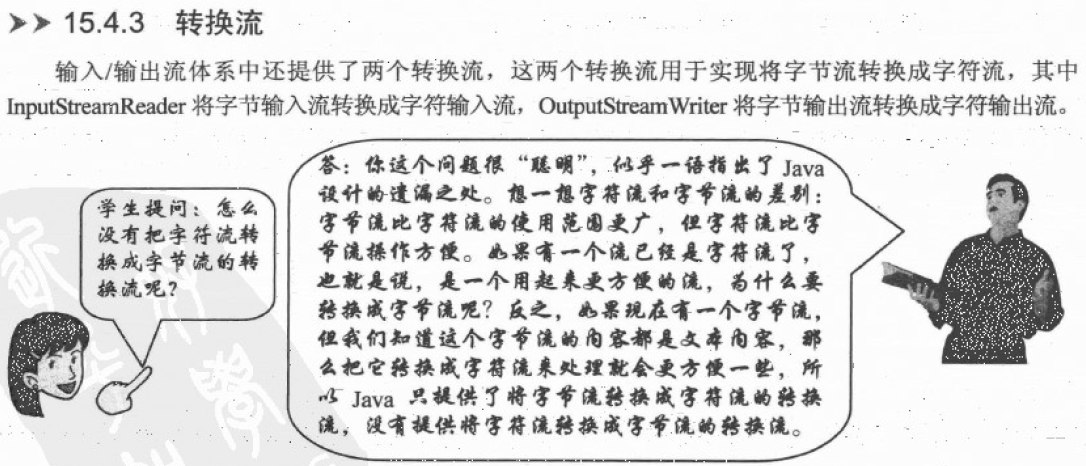 15.4.3 转换流
输入/输出流体系中还提供了两个转换流，这两个转换流用于实现将字节流转换成字符流，其中
InputStreamReader 将字节输入流转换成字符输入流，OutputStreamWriter 将字节输出流转换成字符输出流。
学生提问：怎么
没有把字符流转
换成字节流的转
换流呢？
答：你这个问题很“聪明”，似乎一语指出了 Java
设计的遗漏之处。想一想字符流和字节流的差别：
字节流比字符流的使用范围更广，但字符流比字
节流操作方便。如果有一个流已经是字符流了，
也就是说，是一个用起来更方便的流，为什么要
转换成字节流呢？反之，如果现在有一个字节流，
但我们知道这个字节流的内容都是文本内容，那
么把它转换成字符流来处理就会更方便一些，所
以 Java 只提供了将字节流转换成字符流的转换
流，没有提供将字符流转换成字节流的转换流。